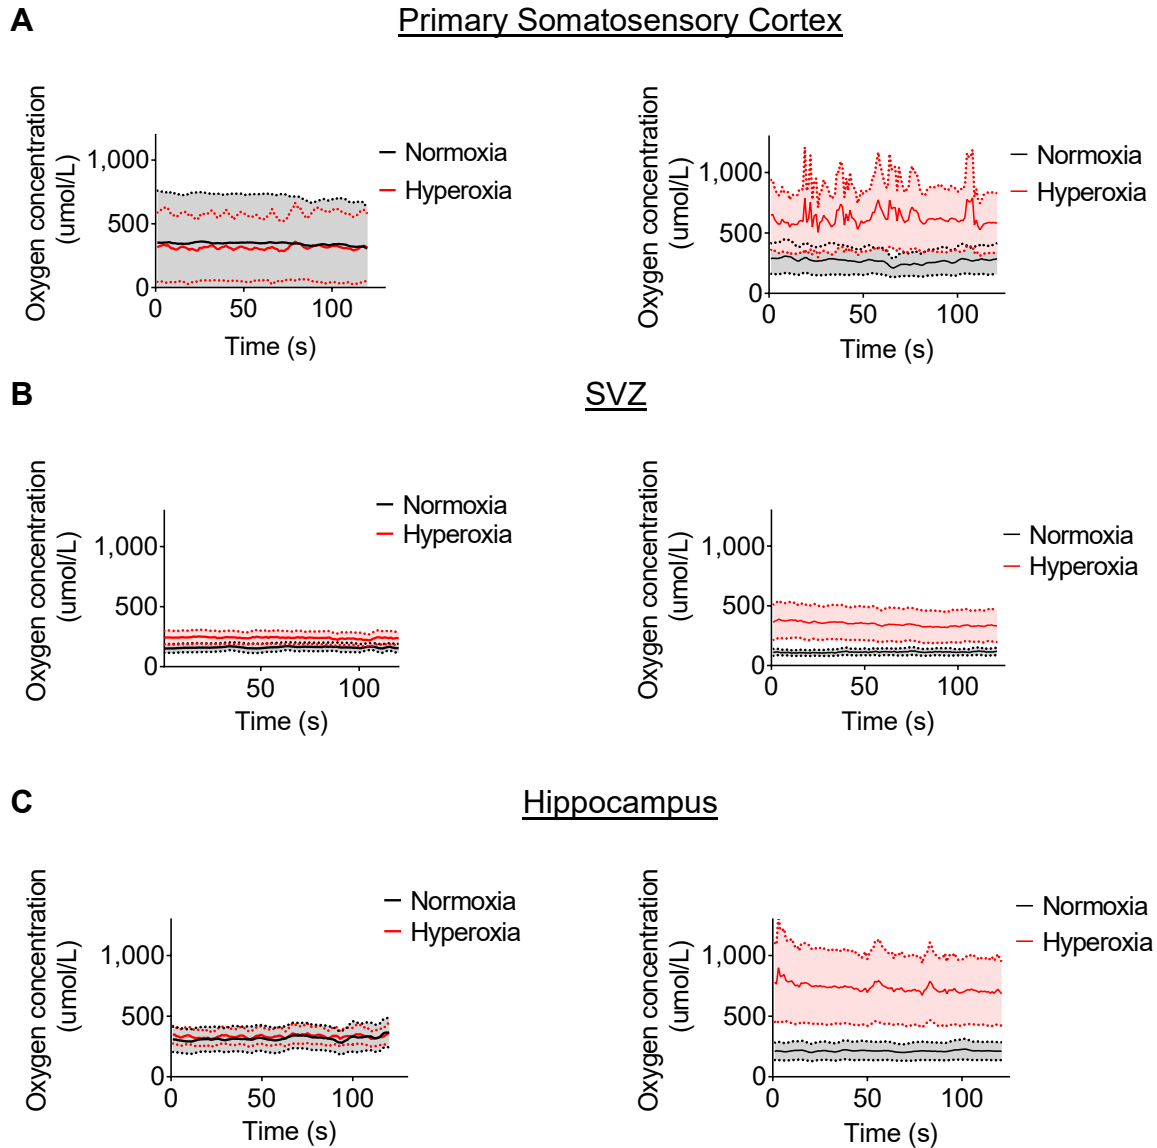 A
Primary Somatosensory Cortex
Oxygen concentration
(umol/L)
1,000
500
0
0 50 100
Time (s)
Normoxia
Hyperoxia
Oxygen concentration
(umol/L)
1,000
500
0
0 50 100
Time (s)
Normoxia
Hyperoxia
B
SVZ
Oxygen concentration
(umol/L)
1,000
500
0
50 100
Time (s)
Normoxia
Hyperoxia
Oxygen concentration
(umol/L)
1,000
500
0
0 50 100
Time (s)
Normoxia
Hyperoxia
C
Hippocampus
Oxygen concentration
(umol/L)
1,000
500
0
0 50 100
Time (s)
Normoxia
Hyperoxia
Oxygen concentration
(umol/L)
1,000
500
0
0 50 100
Time (s)
Normoxia
Hyperoxia